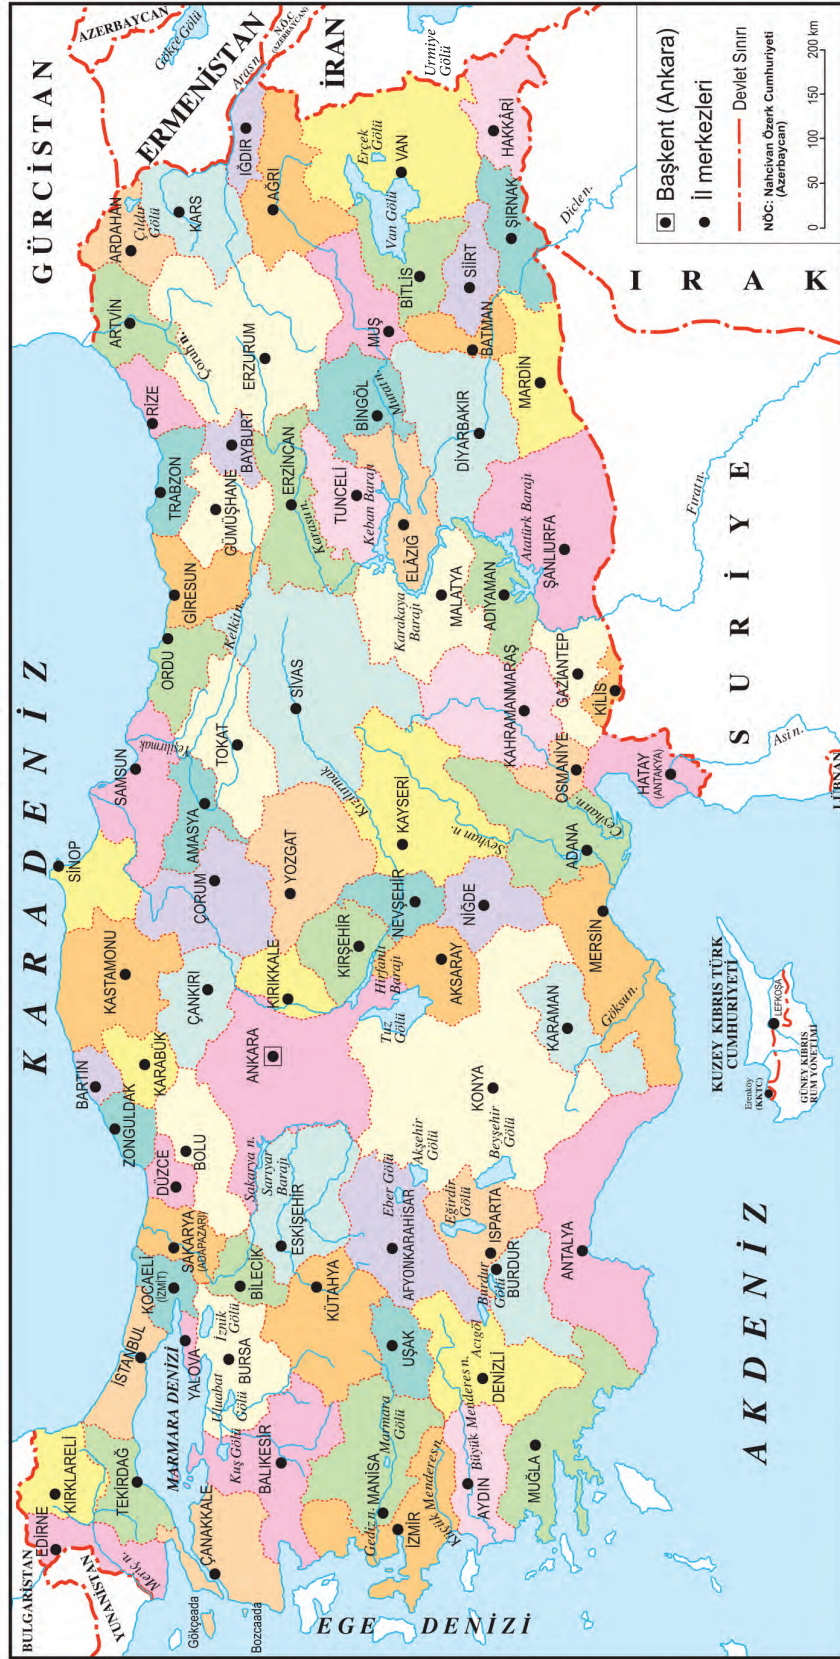 KARADENİZ
GÜRCİSTAN
AZERBAYCAN
Gökçe Gölü
ERMENİSTAN
N.Ö.C
(AZERBAYCAN)
İRAN
Urmiye
Gölü
BULGARİSTAN
YUNANİSTAN
EDİRNE
KIRKLARELİ
TEKİRDAĞ
Meriç n.
İSTANBUL
MARMARA DENİZİ
YALOVA
KOCAELİ
(İZMİT)
SAKARYA
(ADAPAZARI)
DÜZCE
ZONGULDAK
BARTIN
KARABÜK
BOLU
KASTAMONU
SİNOP
ÇANKIRI
ÇORUM
SAMSUN
AMASYA
Yeşilırmak
TOKAT
ORDU
Kelkit n.
GİRESUN
TRABZON
GÜMÜŞHANE
BAYBURT
RİZE
Çoruh n.
ARTVİN
ARDAHAN
Çıldır
Gölü
KARS
Aras n.
IĞDIR
AĞRI
ERZURUM
ERZİNCAN
Karasu n.
TUNCELİ
Keban Barajı
BİNGÖL
Murat n.
MUŞ
BİTLİS
Van Gölü
Erçek
Gölü
VAN
HAKKÂRİ
ŞIRNAK
SİİRT
BATMAN
MARDİN
Dicle n.
DİYARBAKIR
ELÂZIĞ
MALATYA
Karakaya
Barajı
ADIYAMAN
Atatürk Barajı
ŞANLIURFA
Fırat n.
GAZİANTEP
KİLİS
KAHRAMANMARAŞ
OSMANİYE
HATAY
(ANTAKYA)
Asi n.
LÜBNAN
SURİYE
IRAK
SİVAS
Kızılırmak
KAYSERİ
Seyhan n.
Ceyhan n.
ADANA
YOZGAT
KIRIKKALE
KIRŞEHİR
NEVŞEHİR
Hirfanlı
Barajı
NİĞDE
AKSARAY
Tuz
Gölü
ANKARA
Sakarya n.
Sarıyar
Barajı
ESKİŞEHİR
BİLECİK
İznik
Gölü
BURSA
Uluabat
Gölü
Kuş Gölü
BALIKESİR
ÇANAKKALE
Gökçeada
Bozcaada
KÜTAHYA
UŞAK
AFYONKARAHİSAR
Eber Gölü
Akşehir
Gölü
KONYA
Beyşehir
Gölü
Eğirdir
Gölü
ISPARTA
Burdur
Gölü
BURDUR
Acıgöl
DENİZLİ
Marmara
Gölü
MANİSA
Gediz n.
İZMİR
Küçük Menderes n.
Büyük Menderes n.
AYDIN
MUĞLA
ANTALYA
KARAMAN
Göksu n.
MERSİN
EGE DENİZİ
AKDENİZ
KUZEY KIBRIS TÜRK
CUMHURİYETİ
LEFKOŞA
Erenköy
(KKTC)
GÜNEY KIBRIS
RUM YÖNETİMİ
Başkent (Ankara)
İl merkezleri
Devlet Sınırı
NÖC: Nahcivan Özerk Cumhuriyeti
(Azerbaycan)
0 50 100 150 200 km